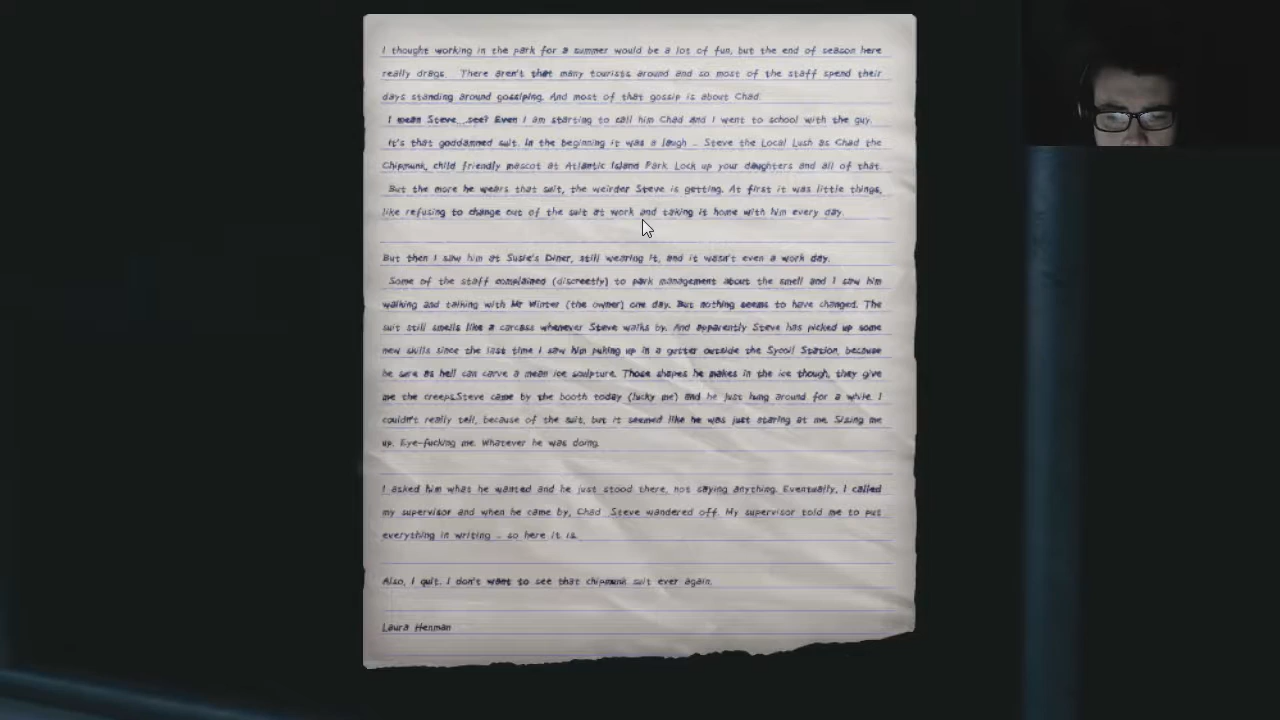 I thought working in the park for a summer would be a lot of fun, but the end of season here
really drags. There aren't that many tourists around and so most of the staff spend their
days standing around gossiping. And most of that gossip is about Chad.
I mean Steve...see? Even I am starting to call him Chad and I went to school with the guy.
It's that goddamned suit. In the beginning it was a laugh - Steve the Local Lush as Chad the
Chipmunk, child friendly mascot at Atlantic Island Park. Lock up your daughters and all of that.
But the more he wears that suit, the weirder Steve is getting. At first it was little things,
like refusing to change out of the suit at work and taking it home with him every day.
But then I saw him at Susie's Diner, still wearing it, and it wasn't even a work day.
Some of the staff complained (discreetly) to park management about the smell and I saw him
walking and talking with Mr Winter (the owner) one day. But nothing seems to have changed. The
suit still smells like a carcass whenever Steve walks by. And apparently Steve has picked up some
new skills since the last time I saw him puking up in a gutter outside the Sycoil Station, because
he sure as hell can carve a mean ice sculpture. Those shapes he makes in the ice though, they give
me the creeps.Steve came by the booth today (lucky me) and he just hung around for a while. I
couldn't really tell, because of the suit, but it seemed like he was just staring at me. Sizing me
up. Eye-fucking me. Whatever he was doing.
I asked him what he wanted and he just stood there, not saying anything. Eventually, I called
my supervisor and when he came by, Chad...Steve wandered off. My supervisor told me to put
everything in writing - so here it is.
Also, I quit. I don't want to see that chipmunk suit ever again.
Laura Henman